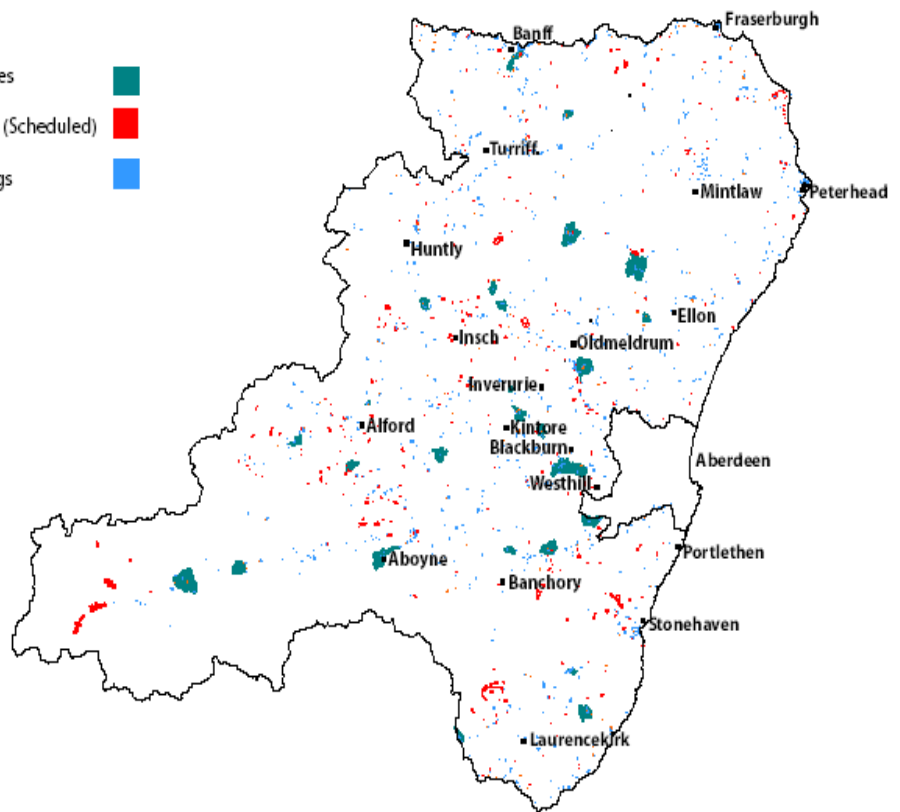 es
(Scheduled)
gs
Fraserburgh
Banff
Turriff
Mintlaw
Peterhead
Huntly
Ellon
Insch
Oldmeldrum
Inverurie
Alford
Kintore
Blackburn
Aberdeen
Westhill
Portlethen
Aboyne
Banchory
Stonehaven
Laurencekirk